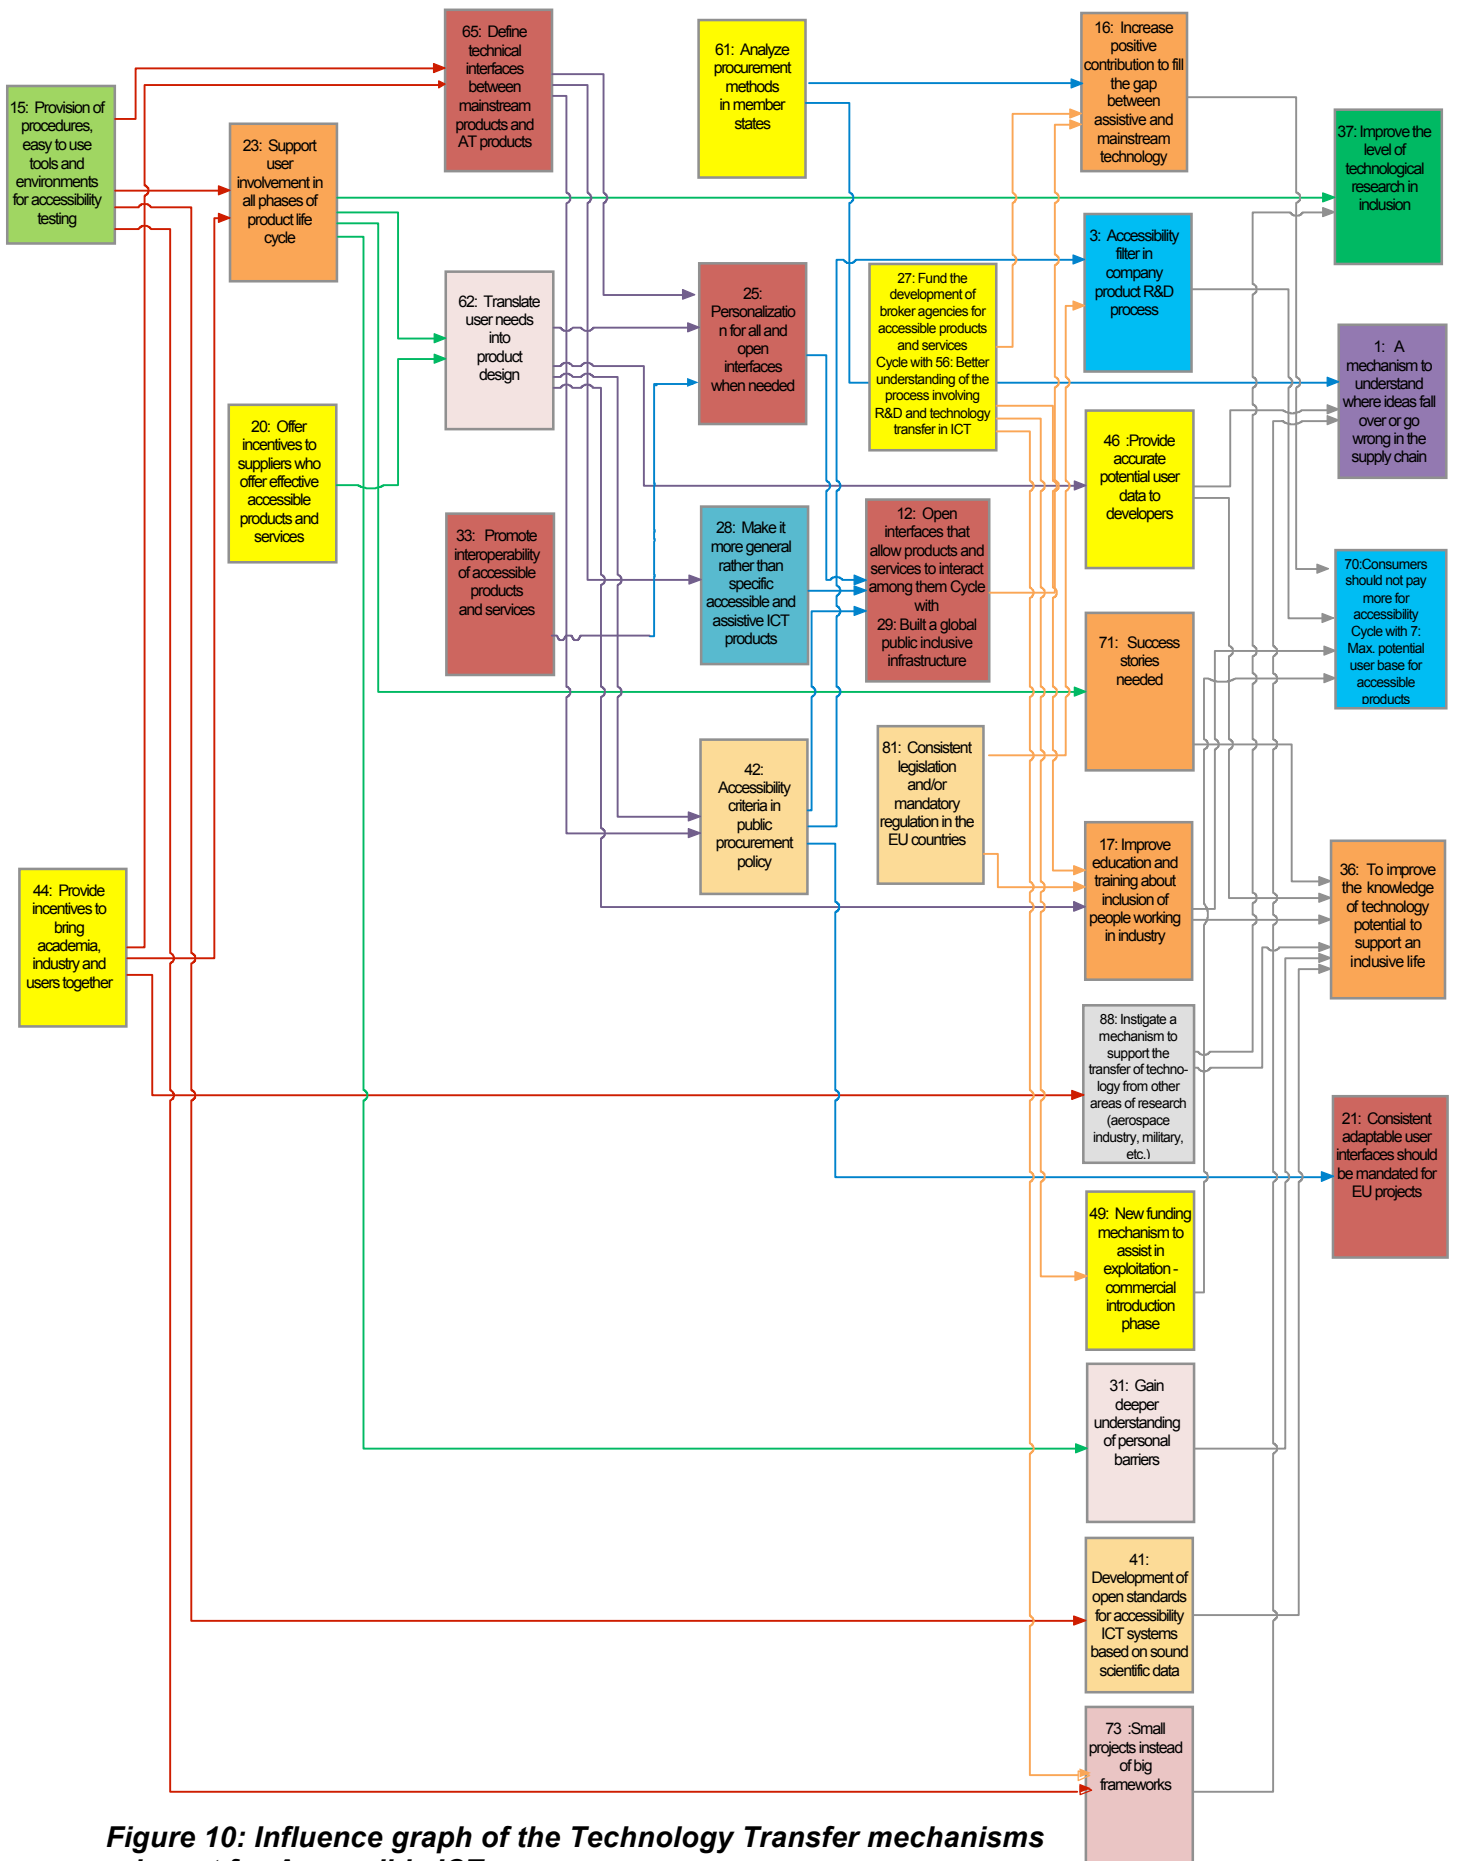 15: Provision of
procedures,
easy to use
tools and
environments
for accessibility
testing
44: Provide
incentives to
bring
academia,
industry and
users together
23: Support
user
involvement in
all phases of
product life
cycle
20: Offer
incentives to
suppliers who
offer effective
accessible
products and
services
65: Define
technical
interfaces
between
mainstream
products and
AT products
62: Translate
user needs
into
product
design
33: Promote
interoperability
of accessible
products
and services
61: Analyze
procurement
methods
in member
states
25:
Personalizatio
n for all and
open
interfaces
when needed
28: Make it
more general
rather than
specific
accessible and
assistive ICT
products
42:
Accessibility
criteria in
public
procurement
policy
27: Fund the
development of
broker agencies for
accessible products
and services
Cycle with 56: Better
understanding of the
process involving
R&D and technology
transfer in ICT
12: Open
interfaces that
allow products and
services to interact
among them Cycle
with
29: Built a global
public inclusive
infrastructure
81: Consistent
legislation
and/or
mandatory
regulation in the
EU countries
16: Increase
positive
contribution to fill
the gap
between
assistive and
mainstream
technology
3: Accessibility
filter in
company
product R&D
process
46 :Provide
accurate
potential user
data to
developers
71: Success
stories
needed
17: Improve
education and
training about
inclusion of
people working
in industry
88: Instigate a
mechanism to
support the
transfer of techno-
logy from other
areas of research
(aerospace
industry, military,
etc.)
49: New funding
mechanism to
assist in
exploitation -
commercial
introduction
phase
31: Gain
deeper
understanding
of personal
barriers
41:
Development of
open standards
for accessibility
ICT systems
based on sound
scientific data
73 :Small
projects instead
of big
frameworks
37: Improve the
level of
technological
research in
inclusion
1: A
mechanism to
understand
where ideas fall
over or go
wrong in the
supply chain
70:Consumers
should not pay
more for
accessibility
Cycle with 7:
Max. potential
user base for
accessible
products
36: To improve
the knowledge
of technology
potential to
support an
inclusive life
21: Consistent
adaptable user
interfaces should
be mandated for
EU projects
Figure 10: Influence graph of the Technology Transfer mechanisms